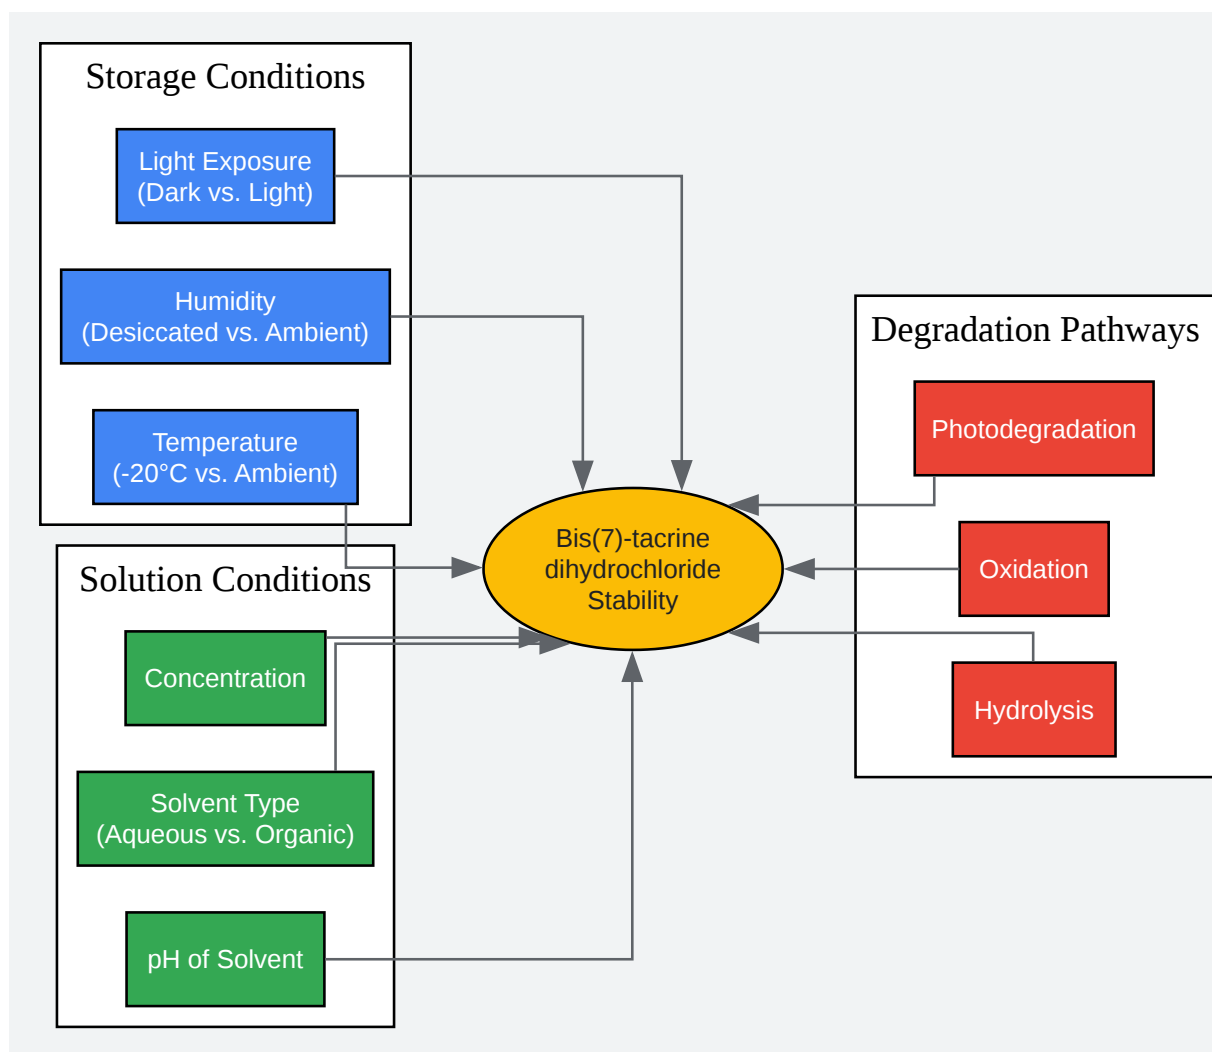 Storage Conditions
Light Exposure
(Dark vs. Light)
Humidity
(Desiccated vs. Ambient)
Temperature
(-20°C vs. Ambient)
Solution Conditions
Concentration
Solvent Type
(Aqueous vs. Organic)
pH of Solvent
Bis(7)-tacrine
dihydrochloride
Stability
Degradation Pathways
Photodegradation
Oxidation
Hydrolysis